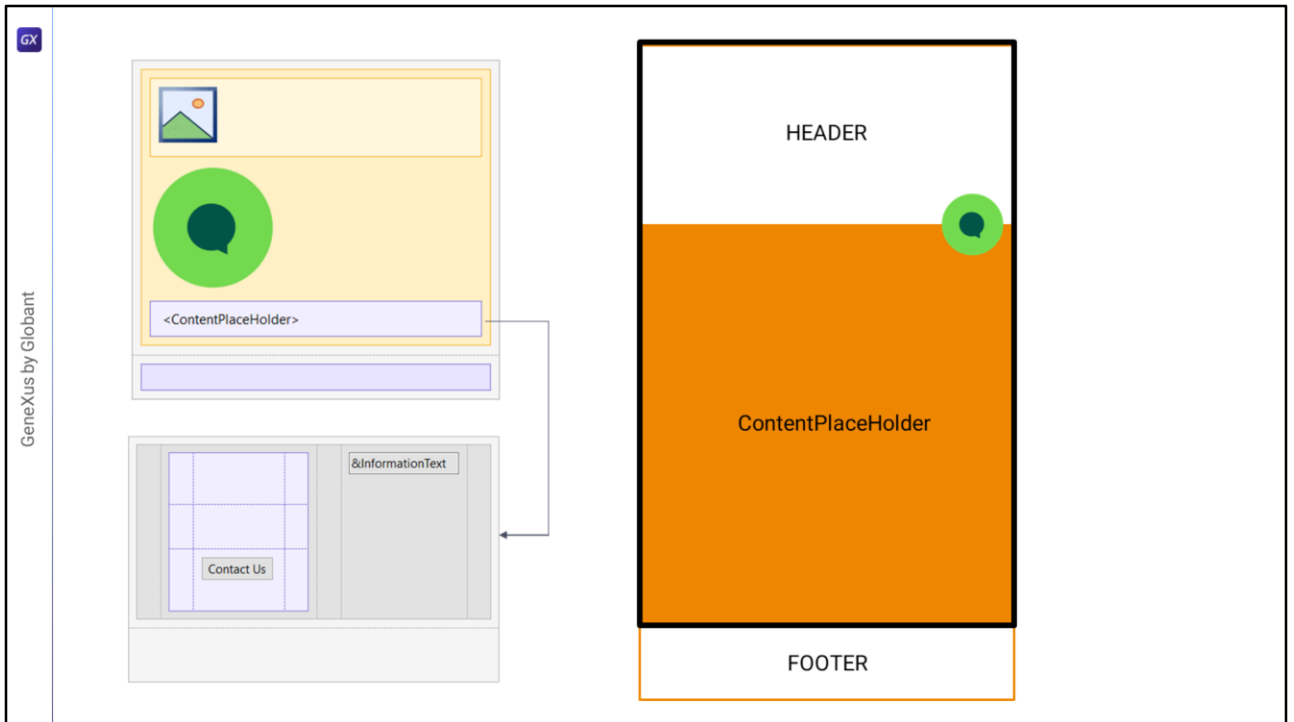 GX
GeneXus by Globant
<ContentPlaceHolder>
&InformationText
Contact Us
HEADER
ContentPlaceHolder
FOOTER